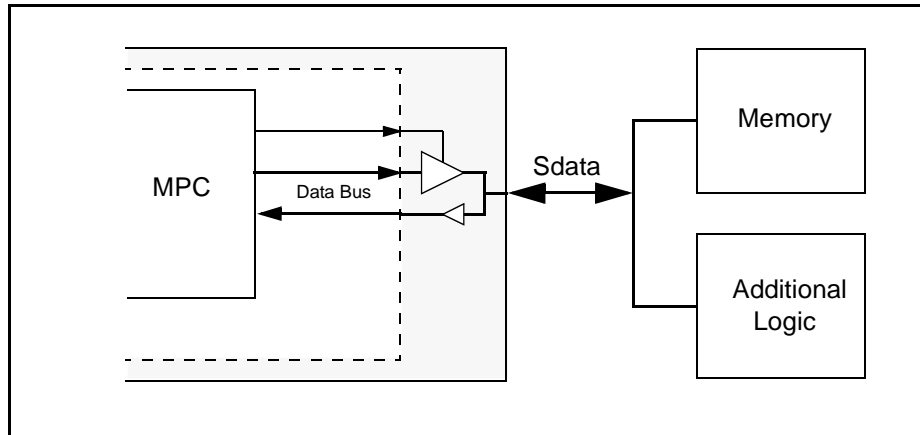 MPC
Data Bus
Sdata
Memory
Additional
Logic